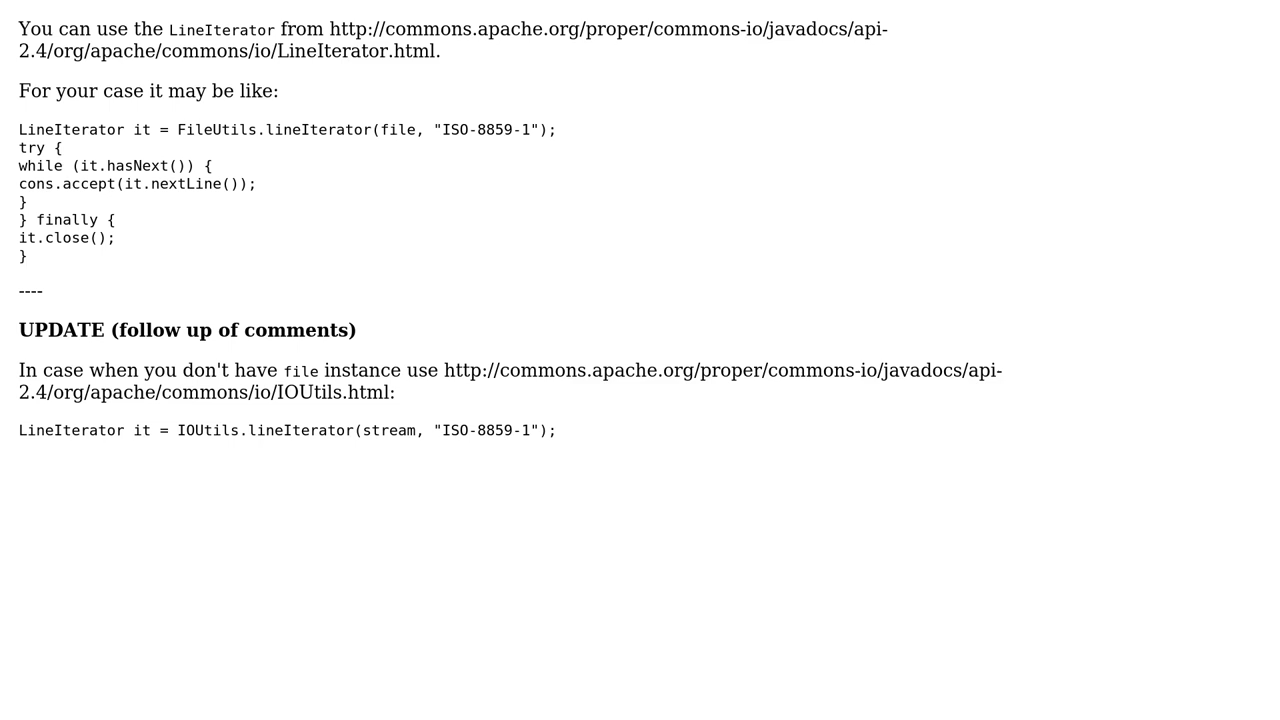 You can use the LineIterator from http://commons.apache.org/proper/commons-io/javadocs/api-
2.4/org/apache/commons/io/LineIterator.html.
For your case it may be like:
LineIterator it = FileUtils.lineIterator(file, "ISO-8859-1");
try {
while (it.hasNext()) {
cons.accept(it.nextLine());
}
} finally {
it.close();
}
----
UPDATE (follow up of comments)
In case when you don't have file instance use http://commons.apache.org/proper/commons-io/javadocs/api-
2.4/org/apache/commons/io/IOUtils.html:
LineIterator it = IOUtils.lineIterator(stream, "ISO-8859-1");